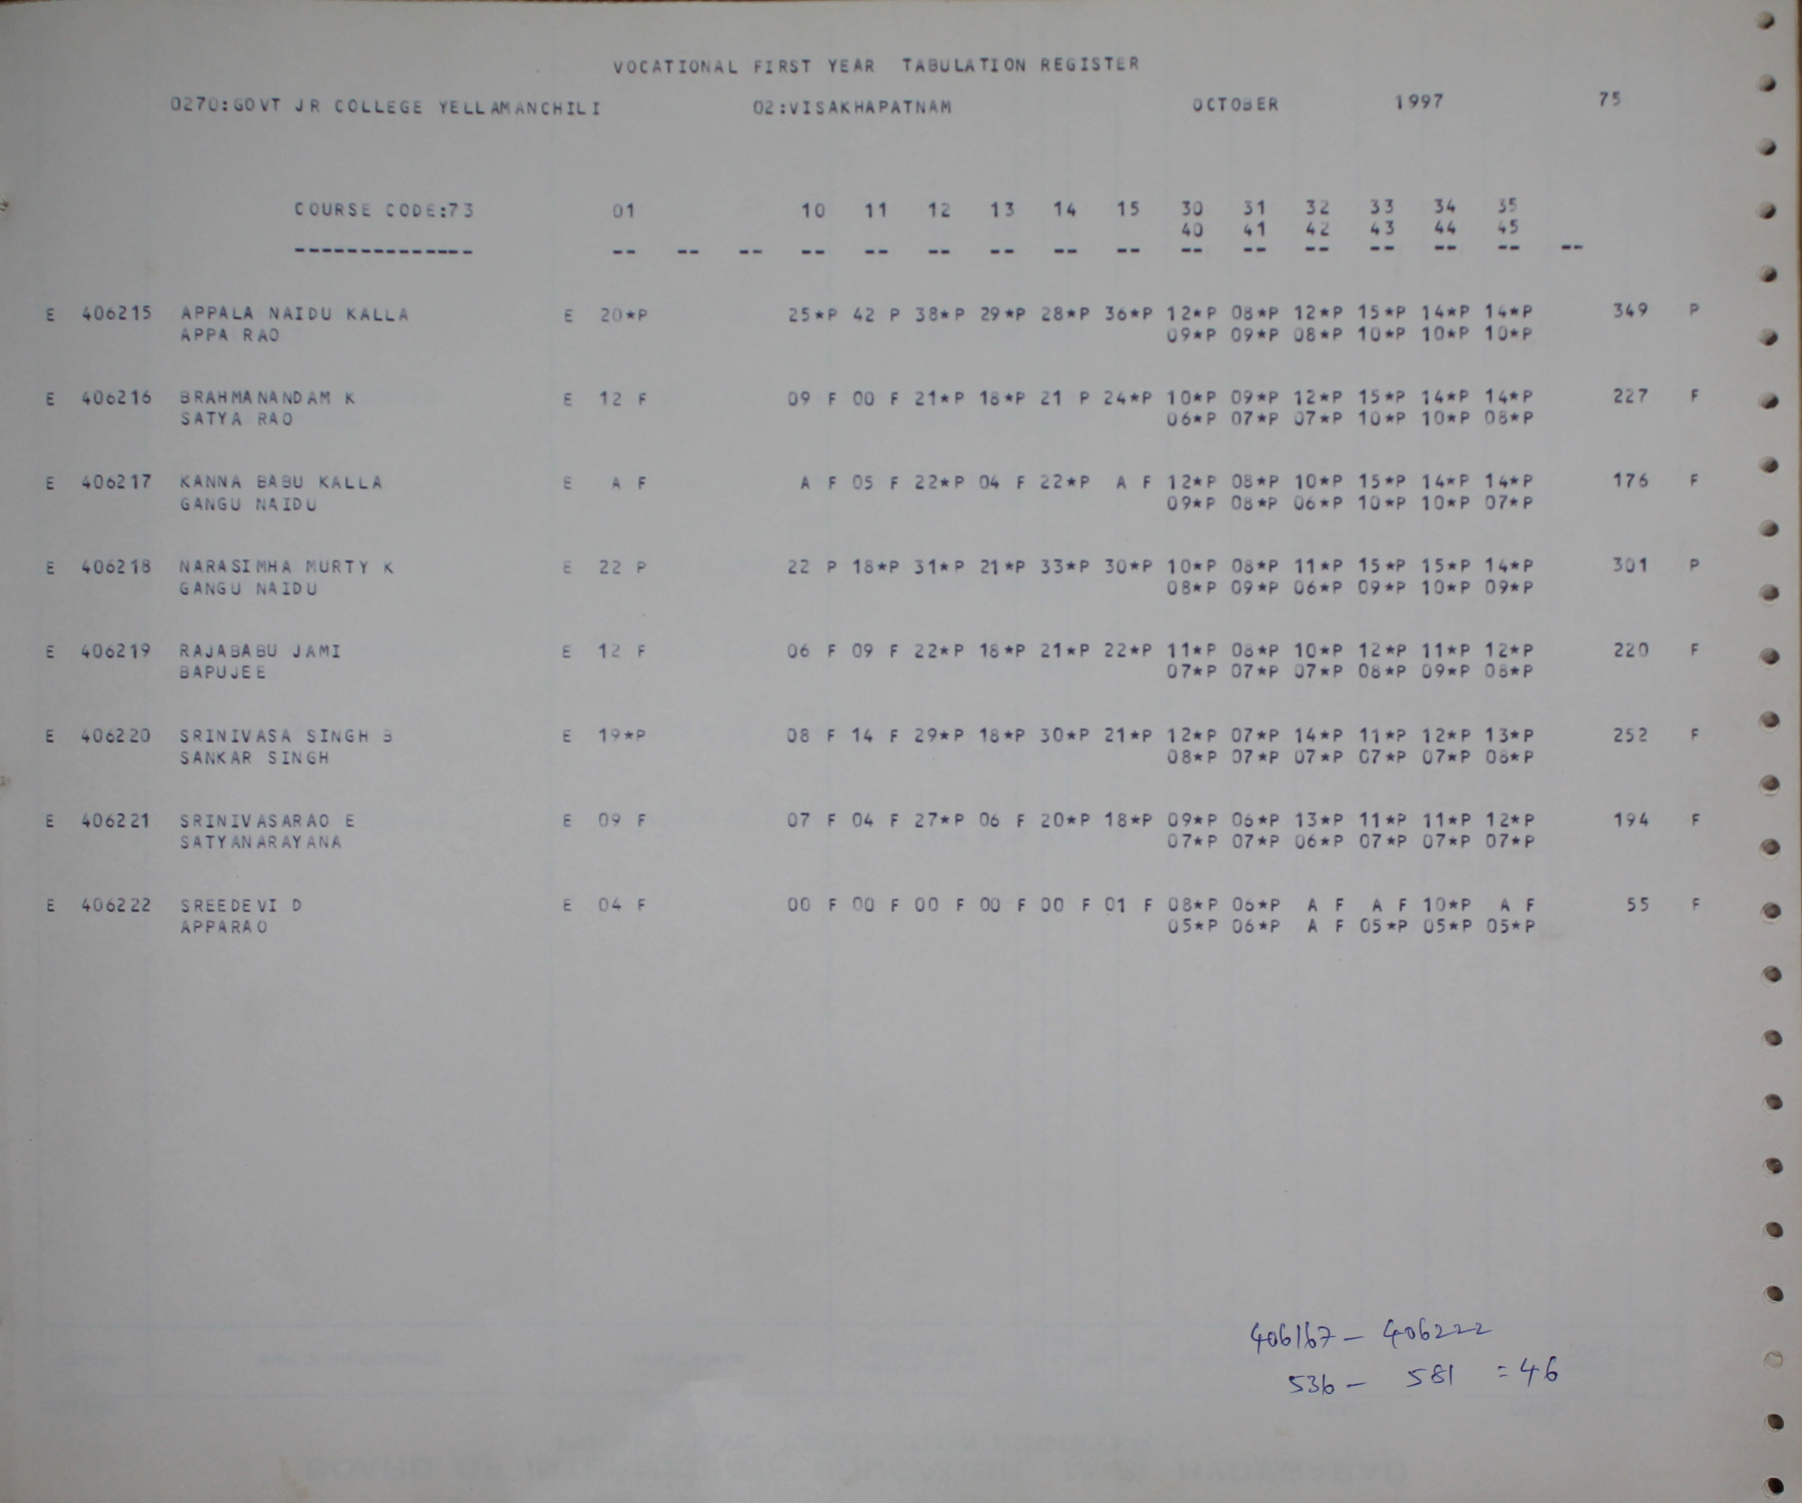 VOCATIONAL FIRST YEAR TABULATION REGISTER
0270:GOVT JR COLLEGE YELLAMANCHILI 02:VISAKHAPATNAM OCTOBER 1997 75
COURSE CODE:73 01 10 11 12 13 14 15 30 31 32 33 34 35
40 41 42 43 44 45
-------------- -- -- -- -- -- -- -- -- -- -- -- -- -- -- -- --
E 406215 APPALA NAIDU KALLA E 20*P 25*P 42 P 38*P 29*P 28*P 36*P 12*P 08*P 12*P 15*P 14*P 14*P 349 P
APPA RAO 09*P 09*P 08*P 10*P 10*P 10*P
E 406216 BRAHMANANDAM K E 12 F 09 F 00 F 21*P 18*P 21 P 24*P 10*P 09*P 12*P 15*P 14*P 14*P 227 F
SATYA RAO 06*P 07*P 07*P 10*P 10*P 08*P
E 406217 KANNA BABU KALLA E A F A F 05 F 22*P 04 F 22*P A F 12*P 08*P 10*P 15*P 14*P 14*P 176 F
GANGU NAIDU 09*P 08*P 06*P 10*P 10*P 07*P
E 406218 NARASIMHA MURTY K E 22 P 22 P 18*P 31*P 21*P 33*P 30*P 10*P 08*P 11*P 15*P 15*P 14*P 301 P
GANGU NAIDU 08*P 09*P 06*P 09*P 10*P 09*P
E 406219 RAJABABU JAMI E 12 F 06 F 09 F 22*P 18*P 21*P 22*P 11*P 08*P 10*P 12*P 11*P 12*P 220 F
BAPUJEE 07*P 07*P 07*P 08*P 09*P 08*P
E 406220 SRINIVASA SINGH B E 19*P 08 F 14 F 29*P 18*P 30*P 21*P 12*P 07*P 14*P 11*P 12*P 13*P 252 F
SANKAR SINGH 08*P 07*P 07*P 07*P 07*P 08*P
E 406221 SRINIVASARAO E E 09 F 07 F 04 F 27*P 06 F 20*P 18*P 09*P 06*P 13*P 11*P 11*P 12*P 194 F
SATYANARAYANA 07*P 07*P 06*P 07*P 07*P 07*P
E 406222 SREEDEVI D E 04 F 00 F 00 F 00 F 00 F 00 F 01 F 08*P 06*P A F A F 10*P A F 55 F
APPARAO 05*P 06*P A F 05*P 05*P 05*P
406167 - 406222
536 - 581 = 46